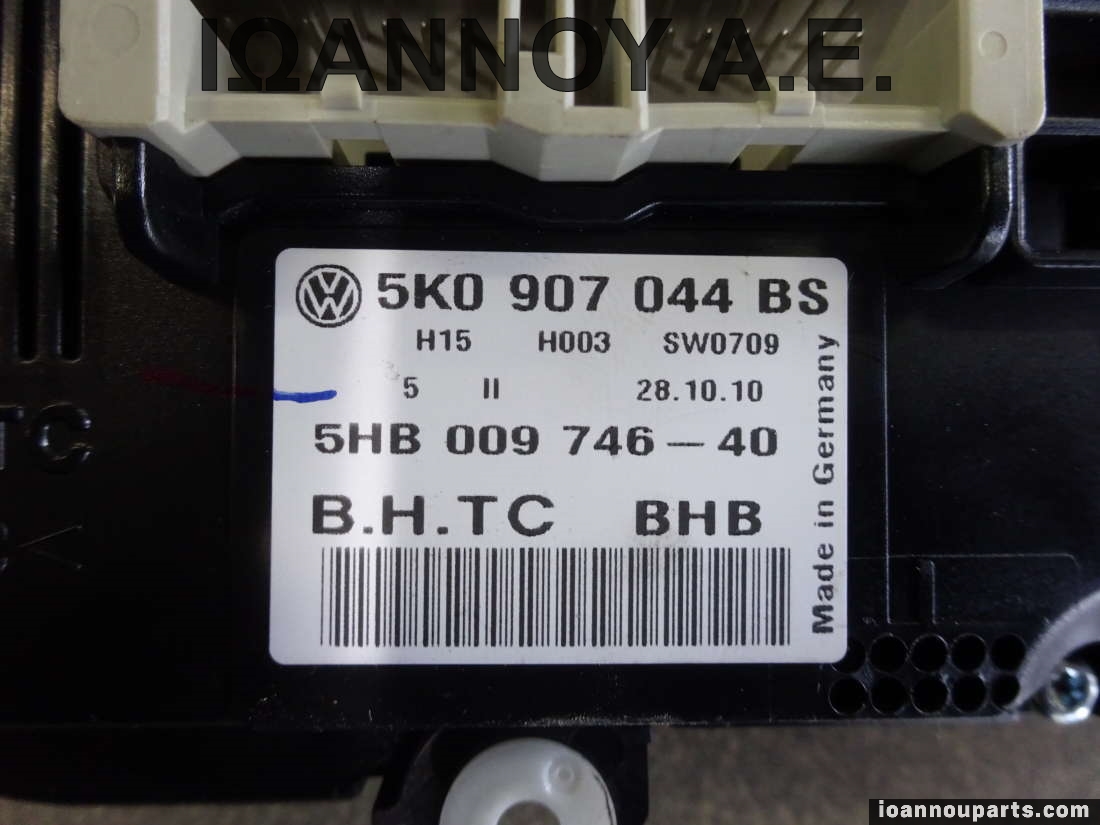 ΙΩΑΝΝΟΥ Α.Ε.
5K0 907 044 BS
H15 H003 SW0709
5 II 28.10.10
5HB 009 746-40
B.H.TC BHB
Made in Germany
TC
ioannouparts.com